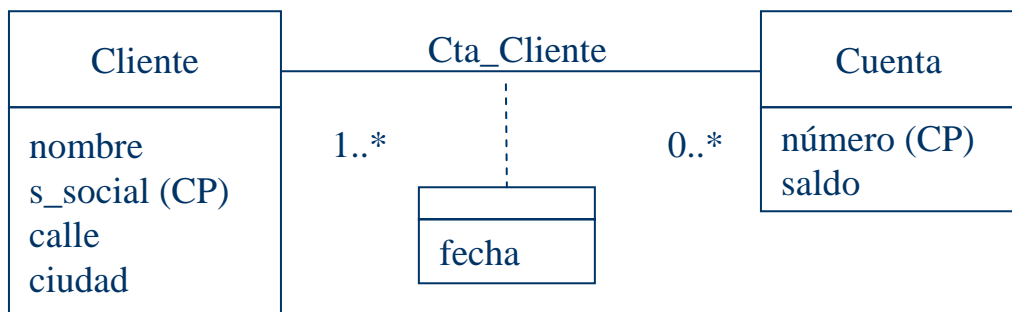 Cliente
Cta_Cliente
Cuenta
nombre
s_social (CP)
calle
ciudad
1..*
0..*
número (CP)
saldo
fecha